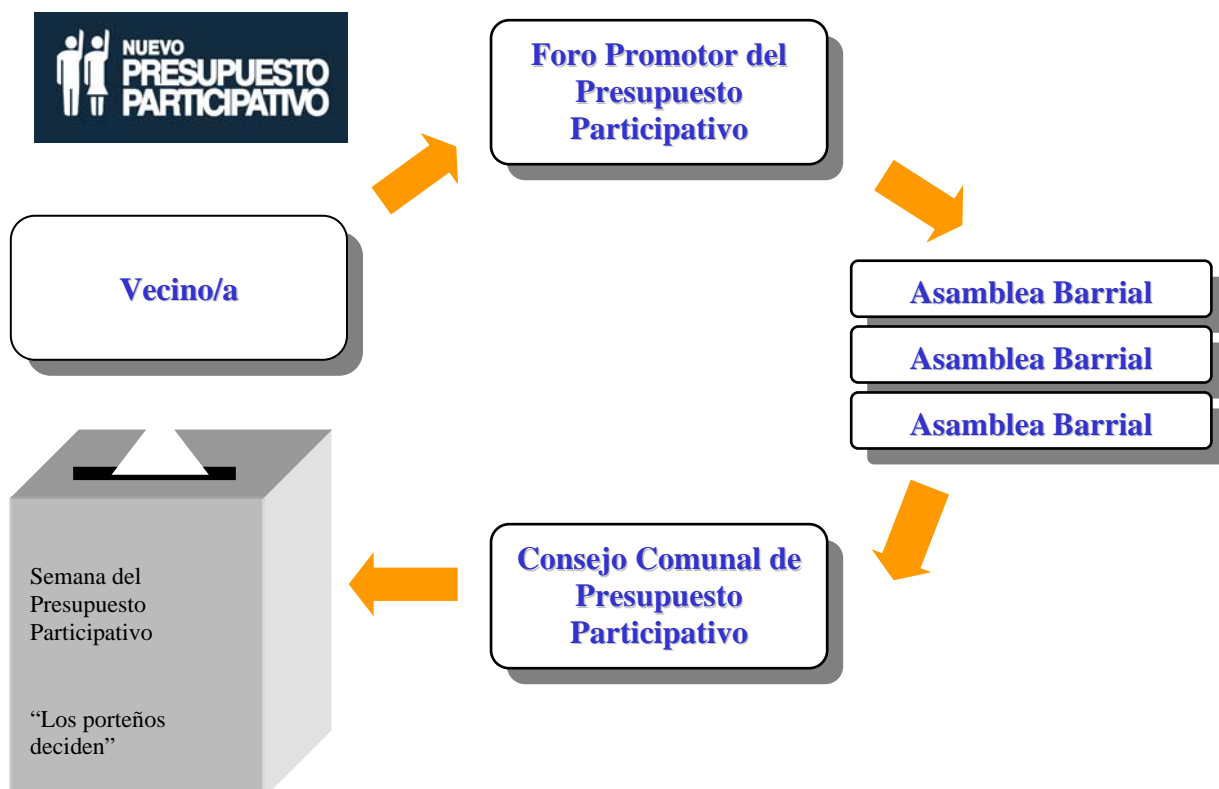 NUEVO
PRESUPUESTO
PARTICIPATIVO
Foro Promotor del
Presupuesto
Participativo
Vecino/a
Asamblea Barrial
Asamblea Barrial
Asamblea Barrial
Consejo Comunal de
Presupuesto
Participativo
Semana del
Presupuesto
Participativo
“Los porteños
deciden”